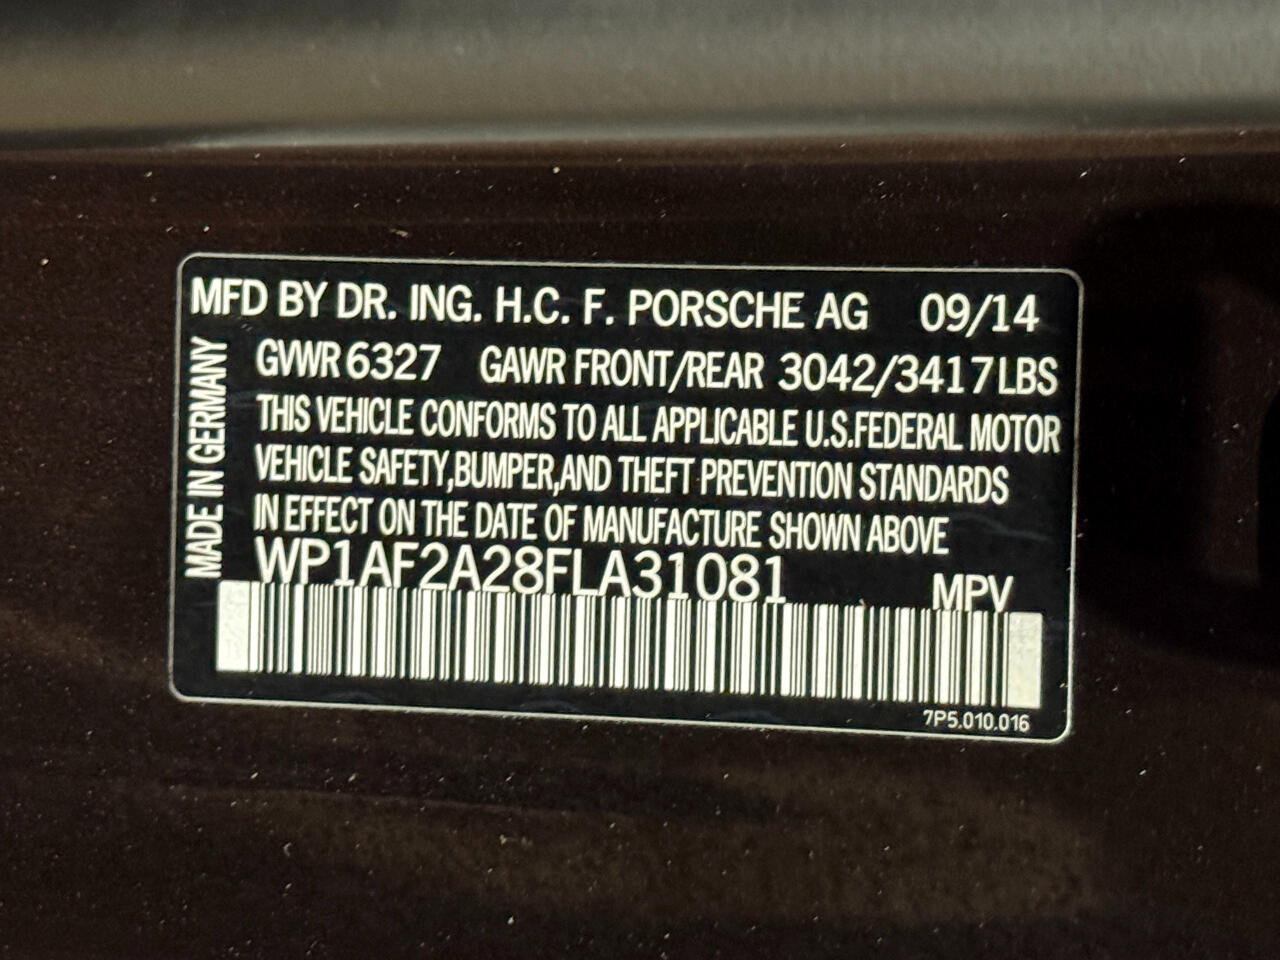 MFD BY DR. ING. H.C. F. PORSCHE AG 09/14
GVWR 6327 GAWR FRONT/REAR 3042/3417LBS
THIS VEHICLE CONFORMS TO ALL APPLICABLE U.S.FEDERAL MOTOR
VEHICLE SAFETY,BUMPER,AND THEFT PREVENTION STANDARDS
IN EFFECT ON THE DATE OF MANUFACTURE SHOWN ABOVE
WP1AF2A28FLA31081 MPV
7P5.010.016
MADE IN GERMANY